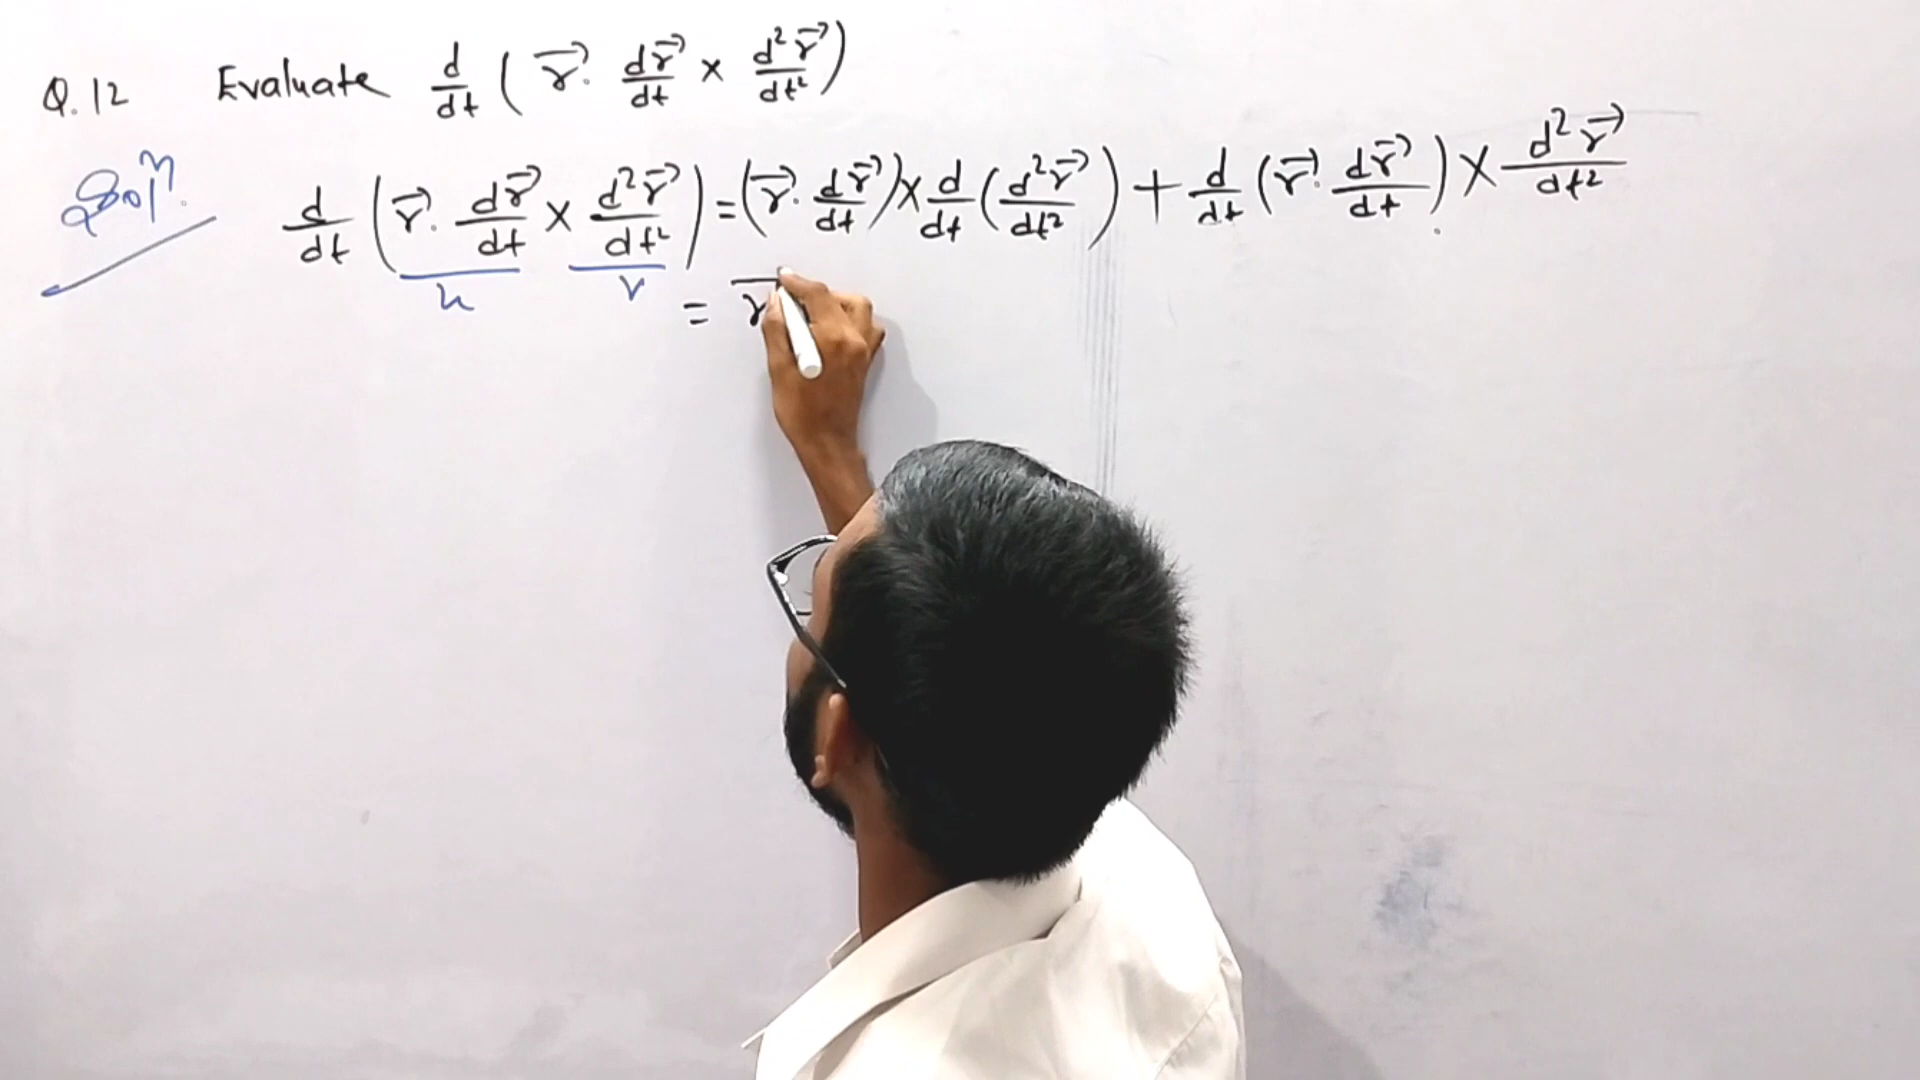 Q.12 Evaluate d/dt ( r⃗ · dr⃗/dt × d²r⃗/dt² )
Solⁿ. d/dt ( r⃗ · dr⃗/dt × d²r⃗/dt² ) = ( r⃗ · dr⃗/dt ) × d/dt ( d²r⃗/dt² ) + d/dt ( r⃗ · dr⃗/dt ) × d²r⃗/dt²
u v
= r